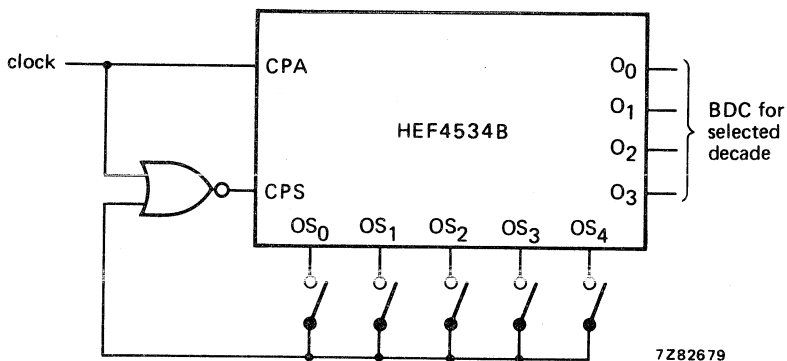 clock
CPA
HEF4534B
CPS
O0
O1
O2
O3
BDC for
selected
decade
OS0
OS1
OS2
OS3
OS4
7Z82679